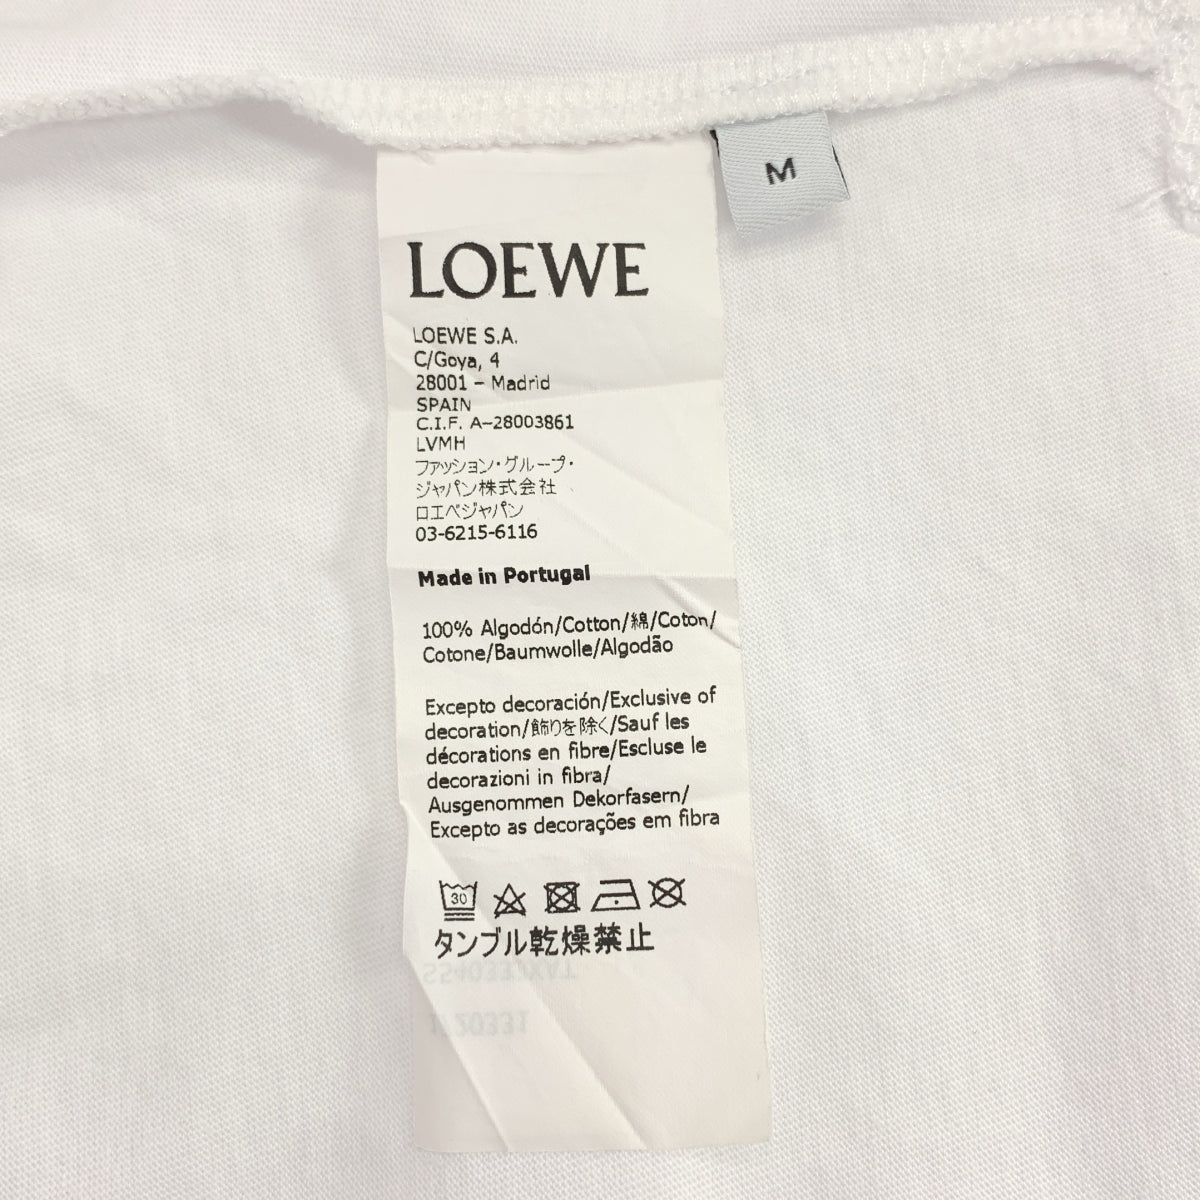 M
LOEWE
LOEWE S.A.
C/Goya, 4
28001 – Madrid
SPAIN
C.I.F. A–28003861
LVMH
ファッション・グループ・
ジャパン株式会社
ロエベジャパン
03-6215-6116
Made in Portugal
100% Algodón/Cotton/綿/Coton/
Cotone/Baumwolle/Algodão
Excepto decoración/Exclusive of
decoration/飾りを除く/Sauf les
décorations en fibre/Escluse le
decorazioni in fibra/
Ausgenommen Dekorfasern/
Excepto as decorações em fibra
30
タンブル乾燥禁止